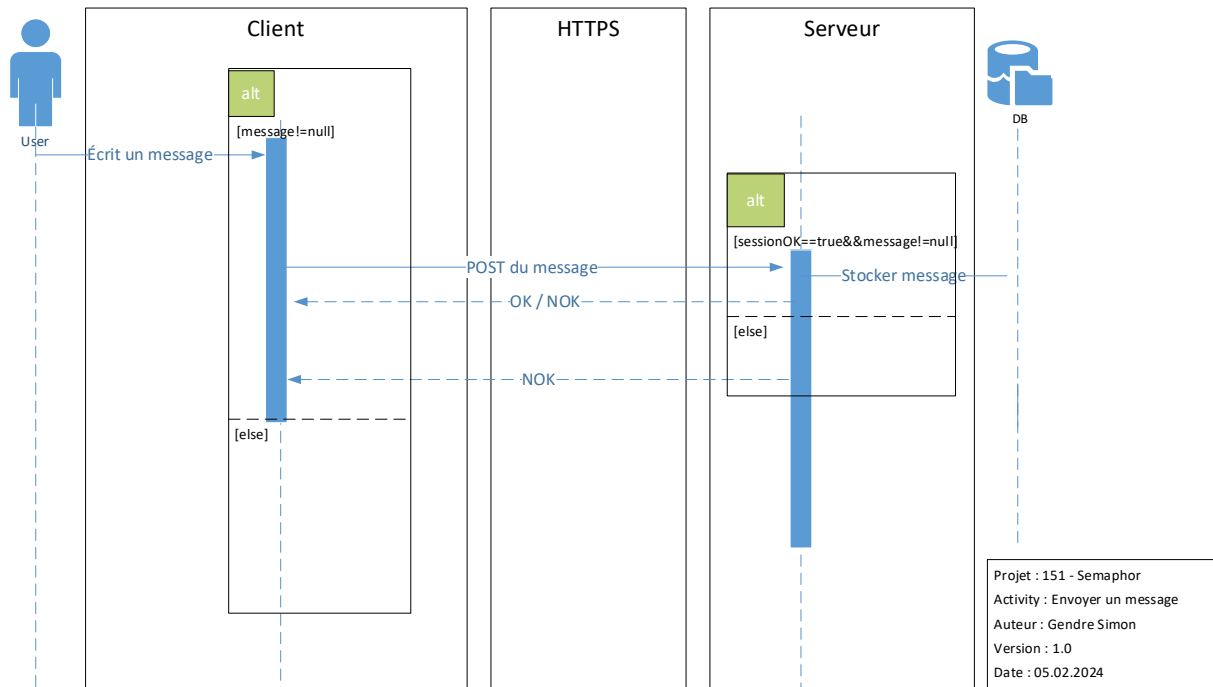 Client
HTTPS
Serveur
alt
[message!=null]
User
DB
Écrit un message
alt
[sessionOK==true&&message!=null]
POST du message
Stocker message
OK / NOK
[else]
NOK
[else]
Projet : 151 - Semaphor
Activity : Envoyer un message
Auteur : Gendre Simon
Version : 1.0
Date : 05.02.2024